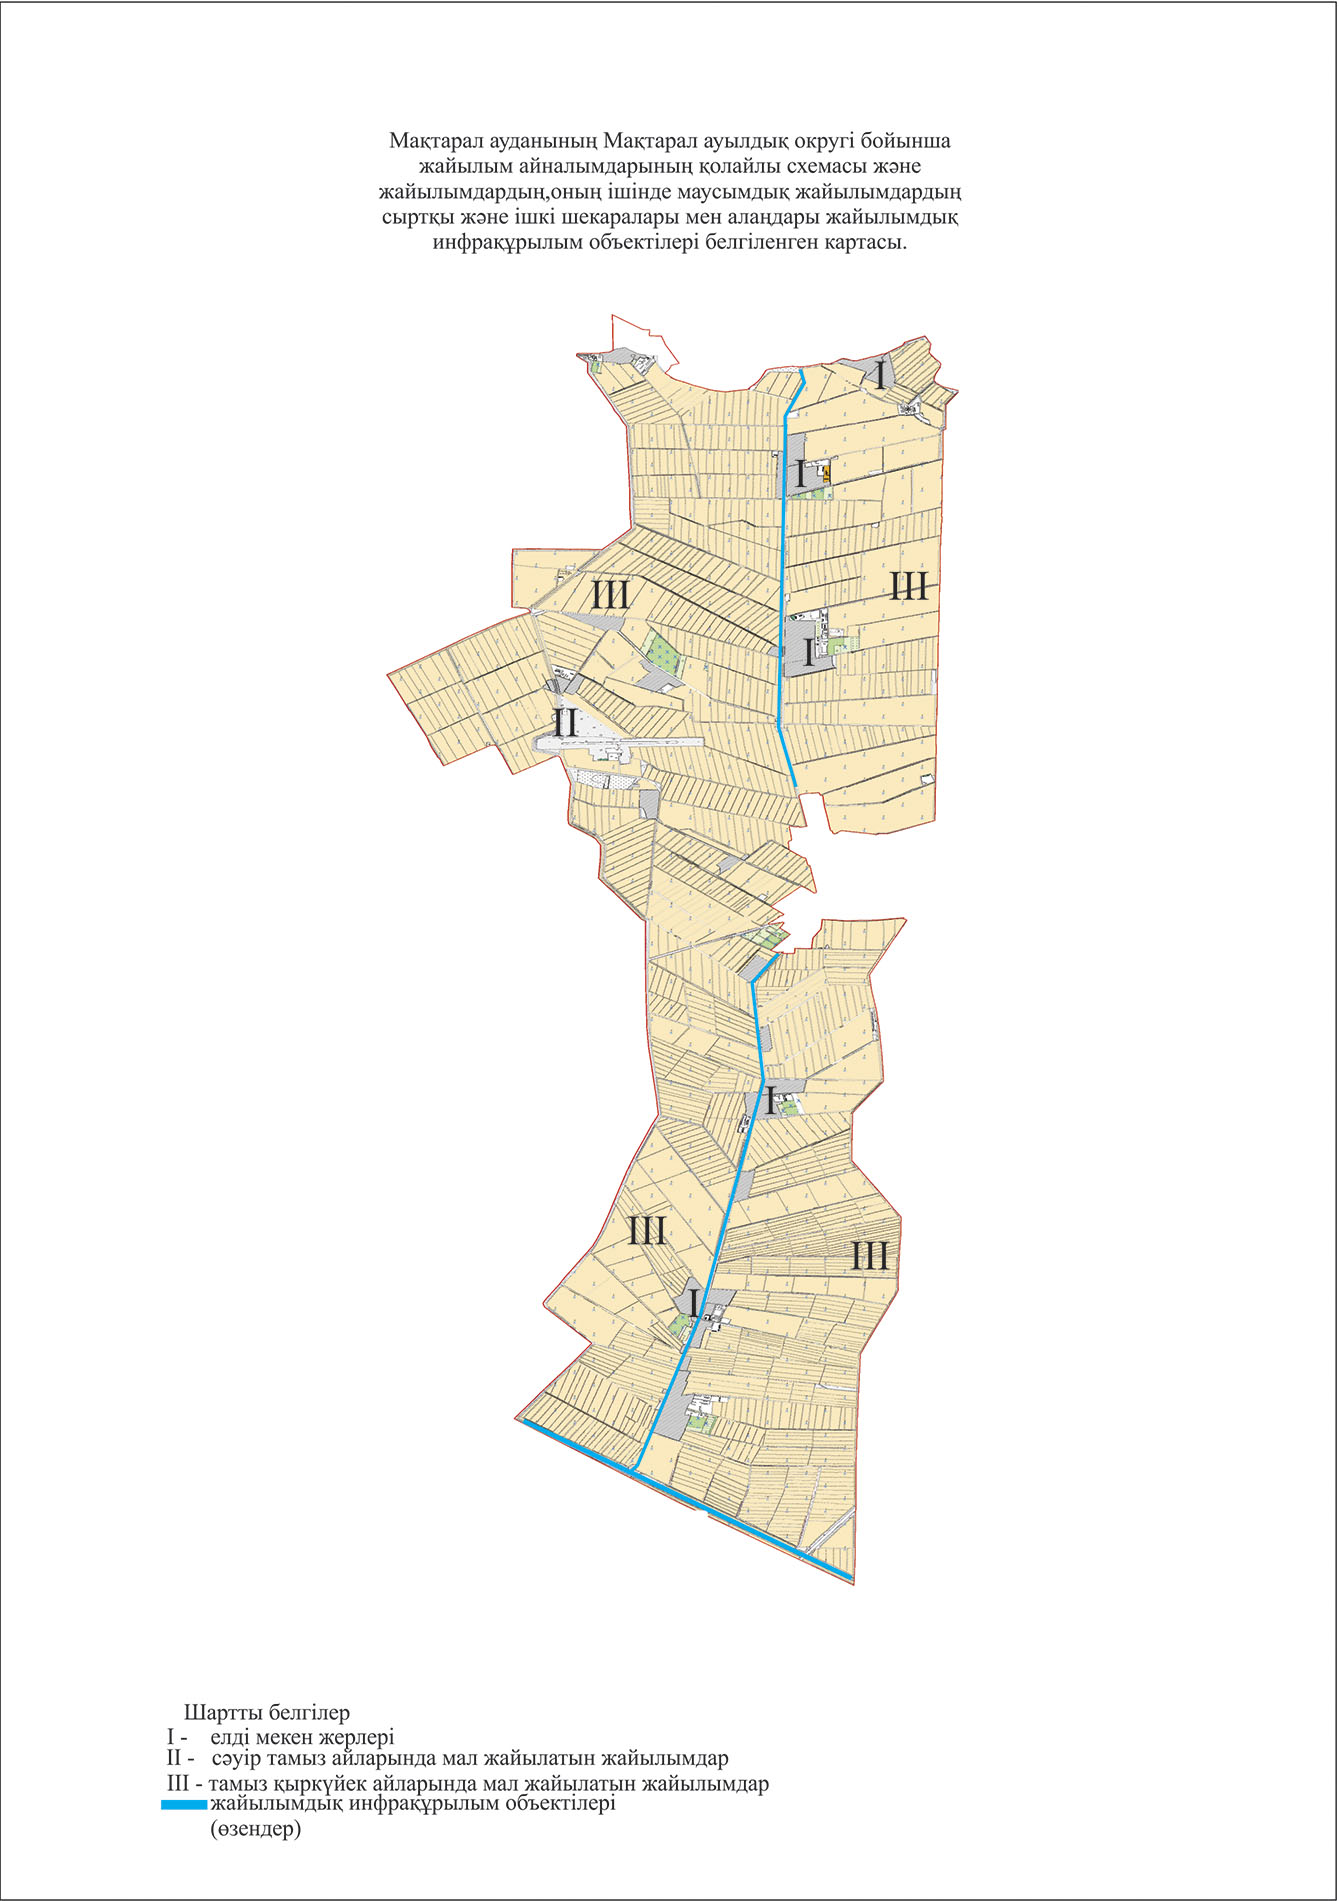 Мақтарал ауданының Мақтарал ауылдық округі бойынша
жайылым айналымдарының қолайлы схемасы және
жайылымдардың,оның ішінде маусымдық жайылымдардың
сыртқы және ішкі шекаралары мен алаңдары жайылымдық
инфрақұрылым объектілері белгіленген картасы.
I
I
III
III
I
II
I
III
III
I
Шартты белгілер
I - елді мекен жерлері
II - сәуір тамыз айларында мал жайылатын жайылымдар
III - тамыз қыркүйек айларында мал жайылатын жайылымдар
жайылымдық инфрақұрылым объектілері
(өзендер)